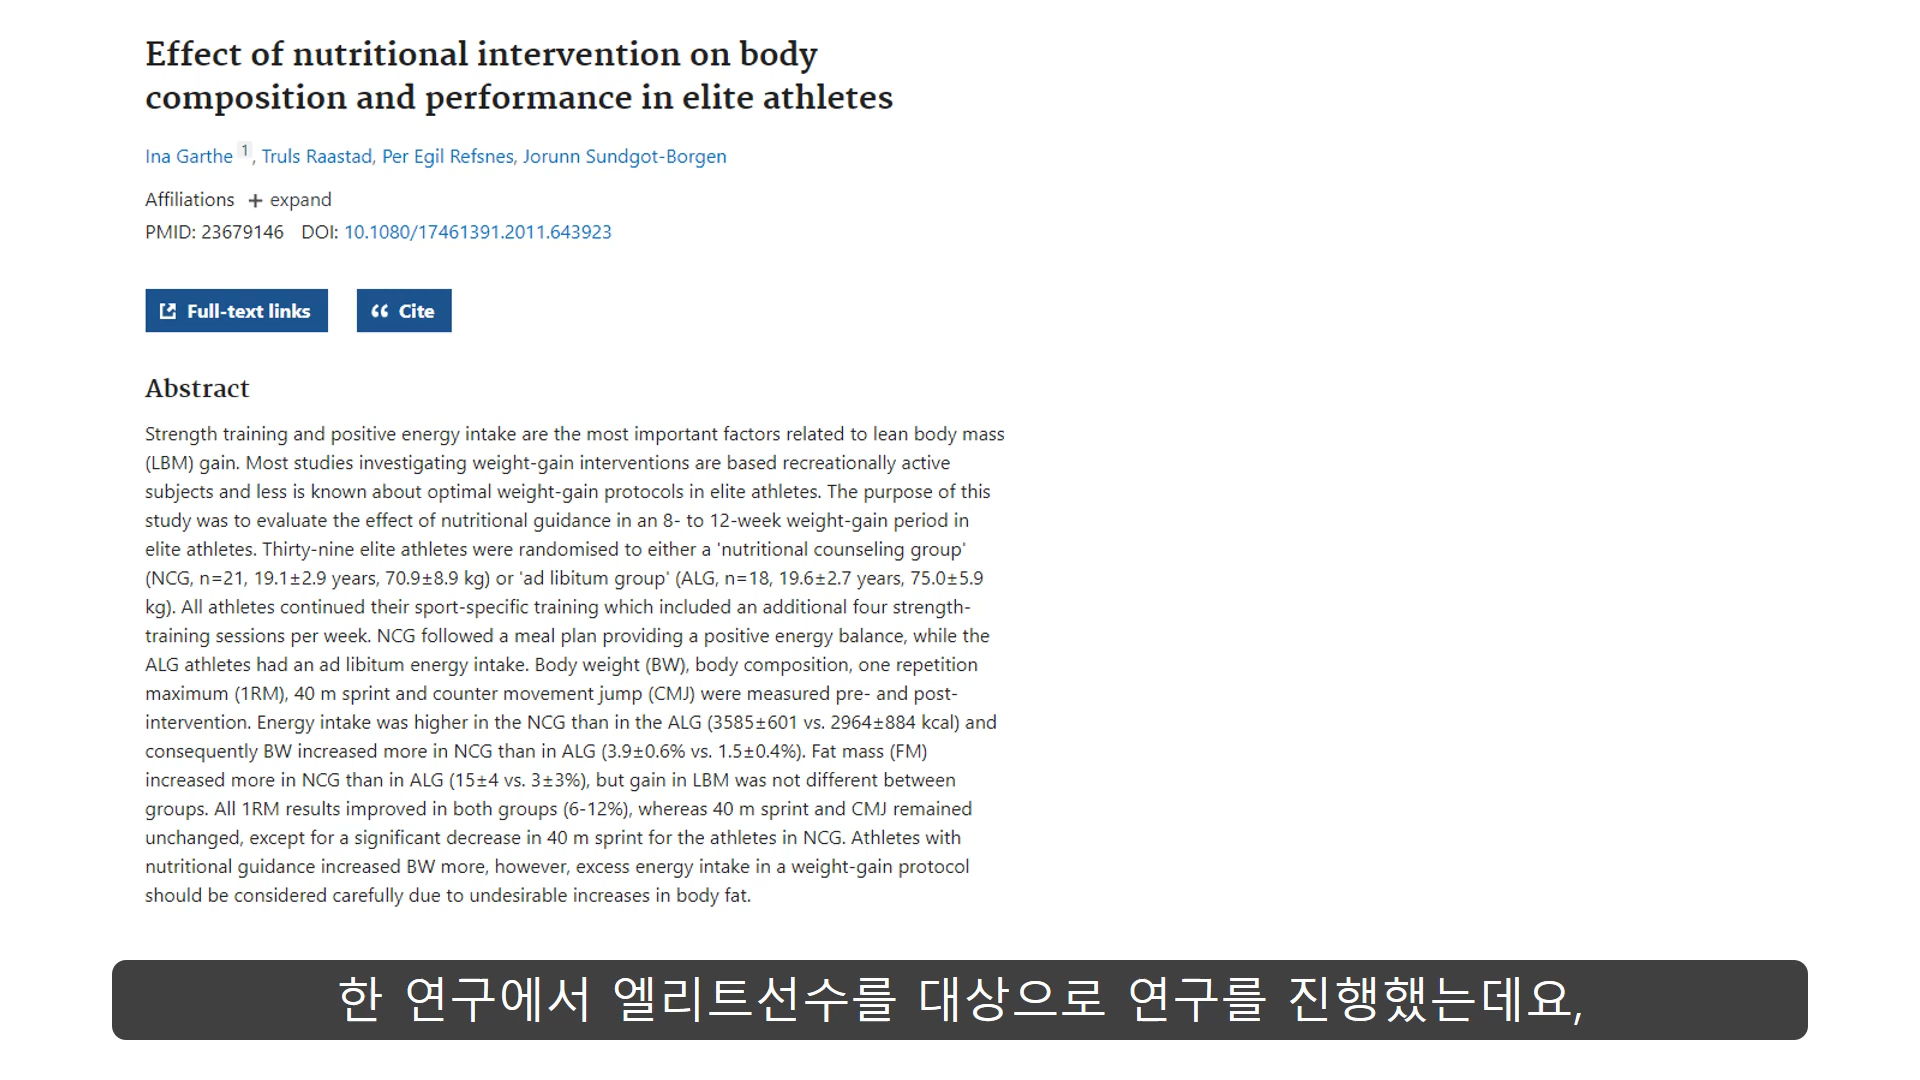 Effect of nutritional intervention on body
composition and performance in elite athletes
Ina Garthe 1, Truls Raastad, Per Egil Refsnes, Jorunn Sundgot-Borgen
Affiliations + expand
PMID: 23679146 DOI: 10.1080/17461391.2011.643923
Full-text links
Cite
Abstract
Strength training and positive energy intake are the most important factors related to lean body mass
(LBM) gain. Most studies investigating weight-gain interventions are based recreationally active
subjects and less is known about optimal weight-gain protocols in elite athletes. The purpose of this
study was to evaluate the effect of nutritional guidance in an 8- to 12-week weight-gain period in
elite athletes. Thirty-nine elite athletes were randomised to either a 'nutritional counseling group'
(NCG, n=21, 19.1±2.9 years, 70.9±8.9 kg) or 'ad libitum group' (ALG, n=18, 19.6±2.7 years, 75.0±5.9
kg). All athletes continued their sport-specific training which included an additional four strength-
training sessions per week. NCG followed a meal plan providing a positive energy balance, while the
ALG athletes had an ad libitum energy intake. Body weight (BW), body composition, one repetition
maximum (1RM), 40 m sprint and counter movement jump (CMJ) were measured pre- and post-
intervention. Energy intake was higher in the NCG than in the ALG (3585±601 vs. 2964±884 kcal) and
consequently BW increased more in NCG than in ALG (3.9±0.6% vs. 1.5±0.4%). Fat mass (FM)
increased more in NCG than in ALG (15±4 vs. 3±3%), but gain in LBM was not different between
groups. All 1RM results improved in both groups (6-12%), whereas 40 m sprint and CMJ remained
unchanged, except for a significant decrease in 40 m sprint for the athletes in NCG. Athletes with
nutritional guidance increased BW more, however, excess energy intake in a weight-gain protocol
should be considered carefully due to undesirable increases in body fat.
한 연구에서 엘리트선수를 대상으로 연구를 진행했는데요,